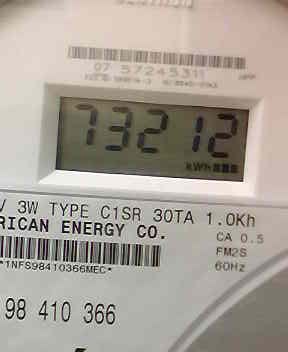 07 57245311
73212
kWh
V 3W TYPE C1SR 30TA 1.0Kh
RICAN ENERGY CO.
CA 0.5
FM2S
60Hz
*1NFS98410366MEC*
98 410 366